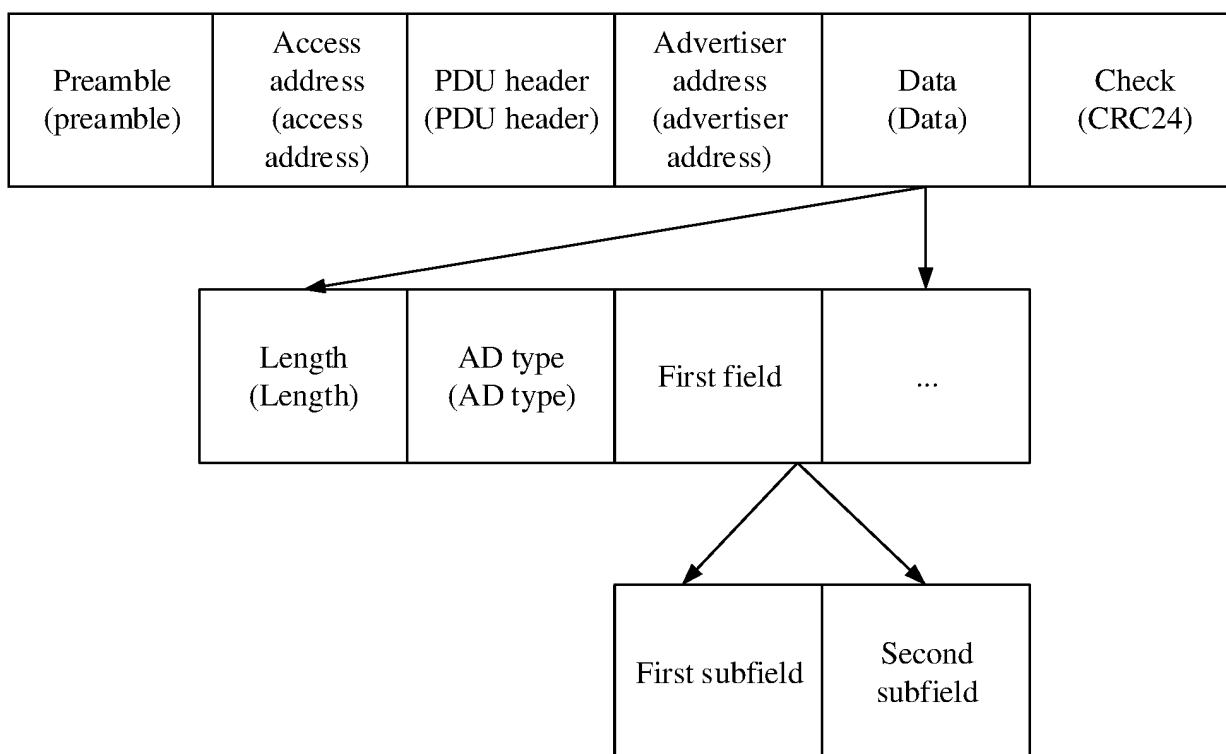 Preamble
(preamble)
Access
address
(access
address)
PDU header
(PDU header)
Advertiser
address
(advertiser
address)
Data
(Data)
Check
(CRC24)
Length
(Length)
AD type
(AD type)
First field
...
First subfield
Second
subfield